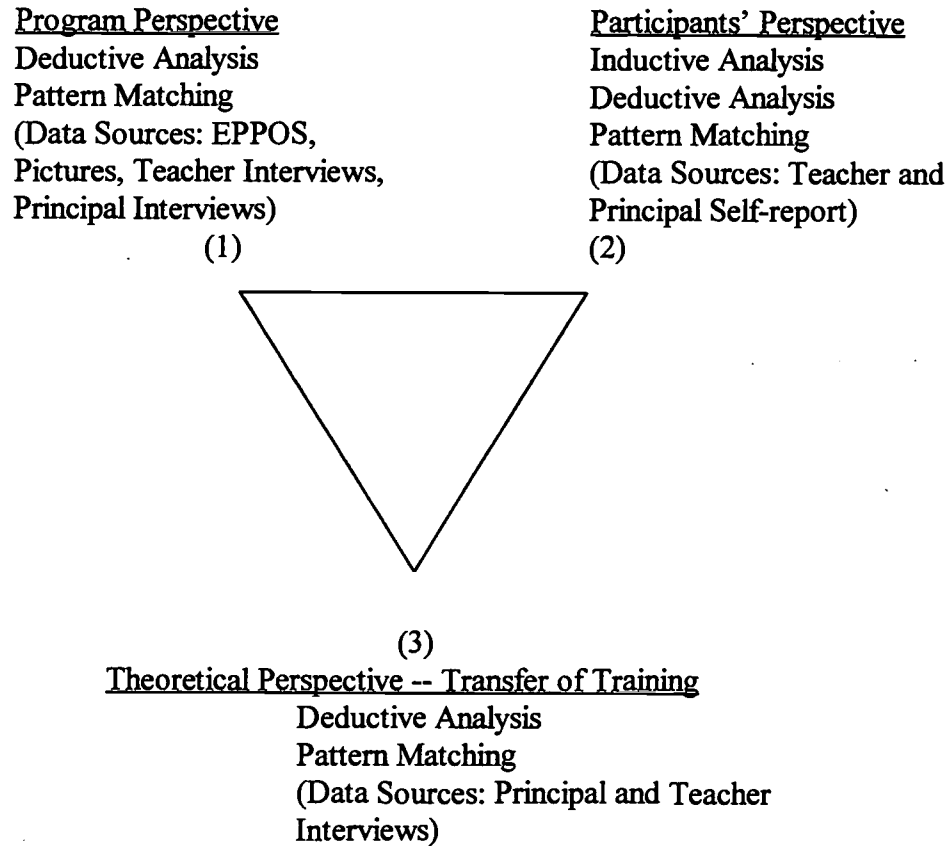 Program Perspective
Deductive Analysis
Pattern Matching
(Data Sources: EPPOS,
Pictures, Teacher Interviews,
Principal Interviews)
(1)
Participants' Perspective
Inductive Analysis
Deductive Analysis
Pattern Matching
(Data Sources: Teacher and
Principal Self-report)
(2)
(3)
Theoretical Perspective -- Transfer of Training
Deductive Analysis
Pattern Matching
(Data Sources: Principal and Teacher
Interviews)